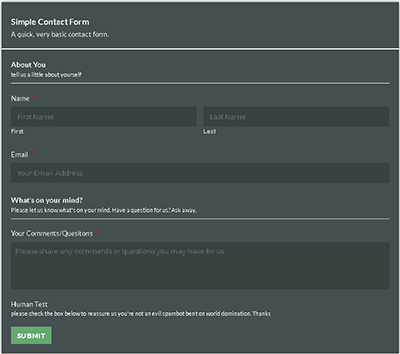 Simple Contact Form
A quick, very basic contact form.
About You
tell us a little about yourself
Name *
First Name Last Name
First Last
Email *
Your Email Address
What's on your mind?
Please let us know what's on your mind. Have a question for us? Ask away.
Your Comments/Quesitons *
Please share any comments or questions you may have for us
Human Test
please check the box below to reassure us you're not an evil spambot bent on world domination. Thanks
SUBMIT